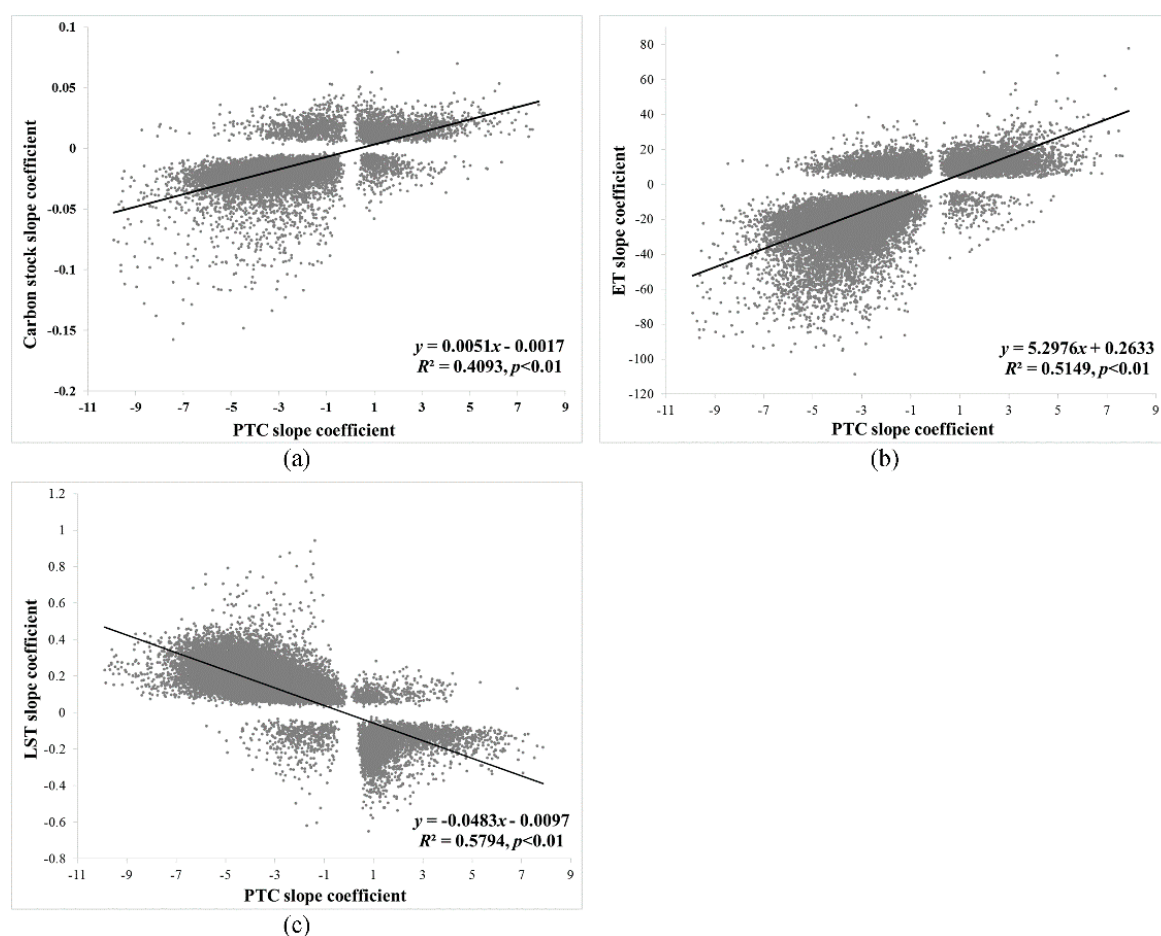 0.1
0.05
0
-0.05
-0.1
-0.15
-0.2
Carbon stock slope coefficient
y = 0.0051x - 0.0017
R² = 0.4093, p<0.01
-11 -9 -7 -5 -3 -1 1 3 5 7 9
PTC slope coefficient
(a)
80
60
40
20
0
-20
-40
-60
-80
-100
-120
ET slope coefficient
y = 5.2976x + 0.2633
R² = 0.5149, p<0.01
-11 -9 -7 -5 -3 -1 1 3 5 7 9
PTC slope coefficient
(b)
1.2
1
0.8
0.6
0.4
0.2
0
-0.2
-0.4
-0.6
-0.8
LST slope coefficient
y = -0.0483x - 0.0097
R² = 0.5794, p<0.01
-11 -9 -7 -5 -3 -1 1 3 5 7 9
PTC slope coefficient
(c)